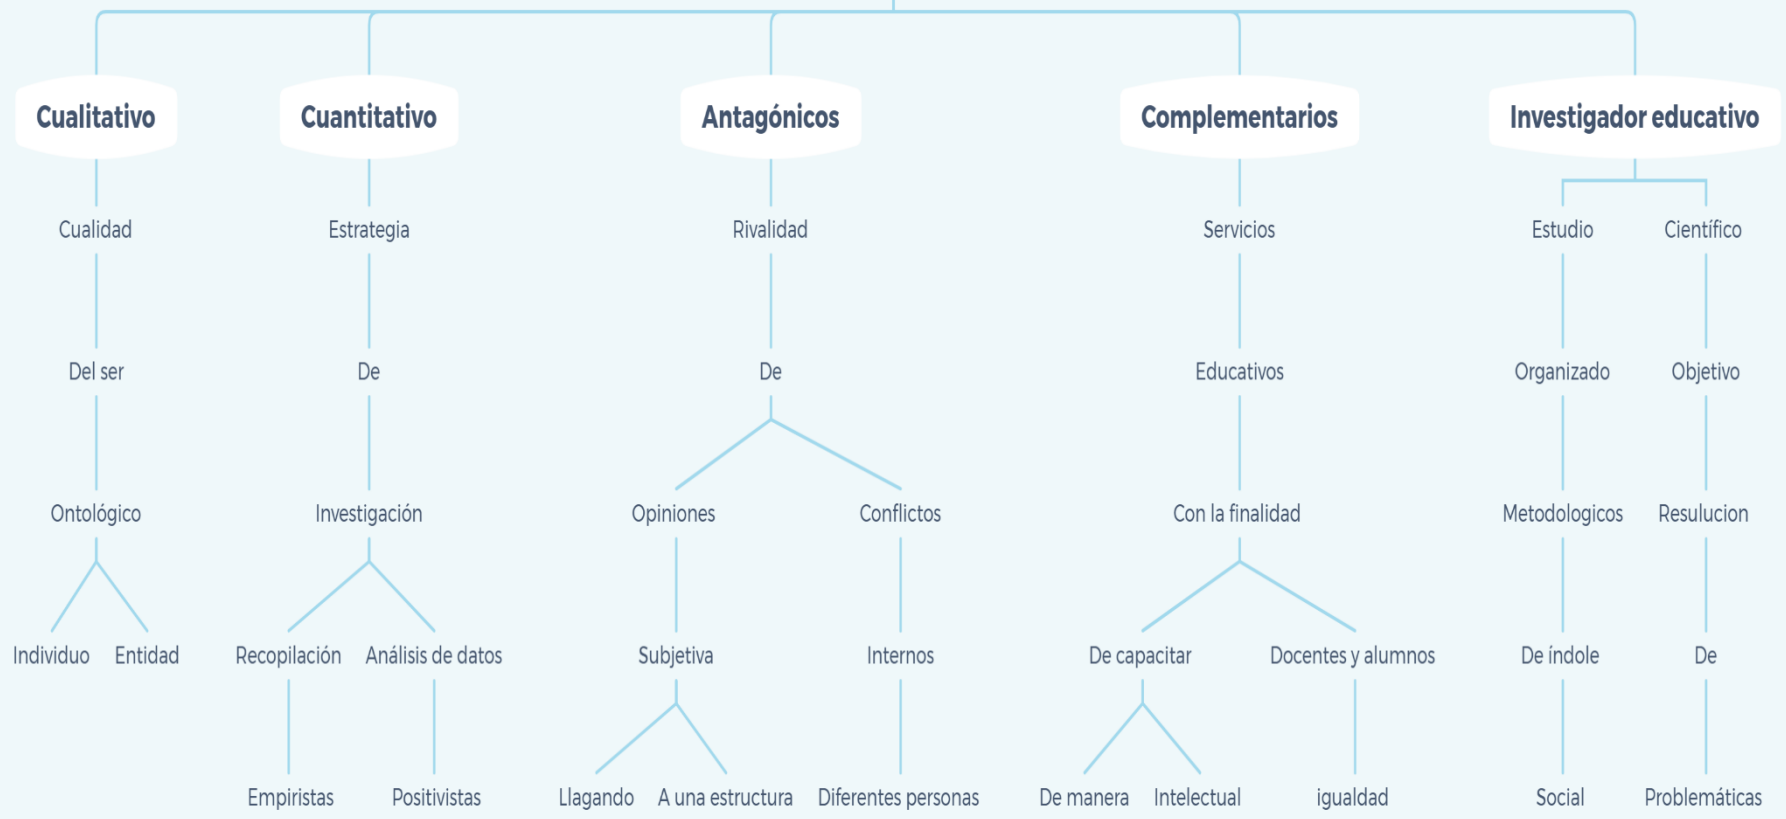 Cualitativo Cuantitativo Antagónicos Complementarios Investigador educativo
Cualidad Estrategia Rivalidad Servicios Estudio Científico
Del ser De De Educativos Organizado Objetivo
Ontológico Investigación Opiniones Conflictos Con la finalidad Metodologicos Resulucion
Individuo Entidad Recopilación Análisis de datos Subjetiva Internos De capacitar Docentes y alumnos De índole De
Empiristas Positivistas Llagando A una estructura Diferentes personas De manera Intelectual igualdad Social Problemáticas